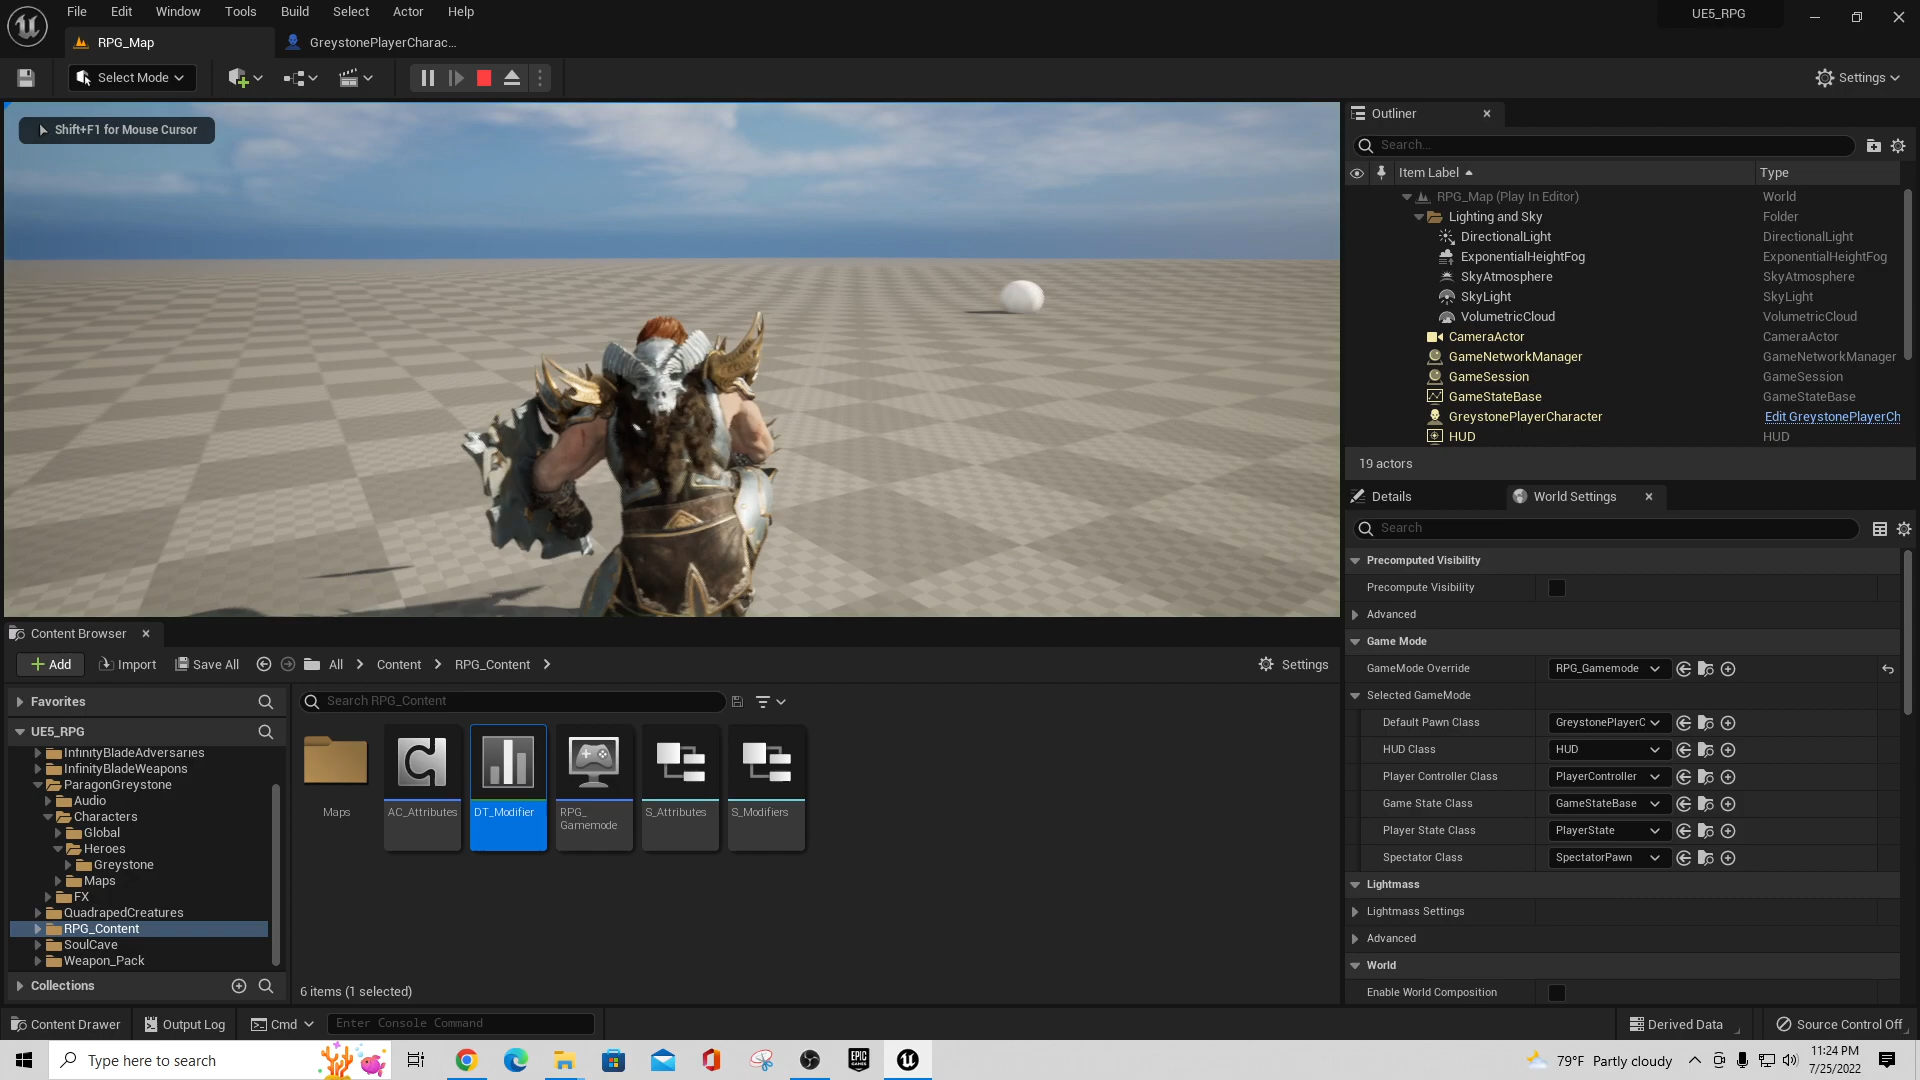 File Edit Window Tools Build Select Actor Help
UE5_RPG
RPG_Map
GreystonePlayerCharac...
Select Mode
Settings
Shift+F1 for Mouse Cursor
Outliner
Search...
Item Label
Type
RPG_Map (Play In Editor)
World
Lighting and Sky
Folder
DirectionalLight
DirectionalLight
ExponentialHeightFog
ExponentialHeightFog
SkyAtmosphere
SkyAtmosphere
SkyLight
SkyLight
VolumetricCloud
VolumetricCloud
CameraActor
CameraActor
GameNetworkManager
GameNetworkManager
GameSession
GameSession
GameStateBase
GameStateBase
GreystonePlayerCharacter
Edit GreystonePlayerCh
HUD
HUD
19 actors
Details
World Settings
Search
Precomputed Visibility
Precompute Visibility
Advanced
Game Mode
GameMode Override
RPG_Gamemode
Selected GameMode
Default Pawn Class
GreystonePlayerC
HUD Class
HUD
Player Controller Class
PlayerController
Game State Class
GameStateBase
Player State Class
PlayerState
Spectator Class
SpectatorPawn
Lightmass
Lightmass Settings
Advanced
World
Enable World Composition
Content Browser
Add
Import
Save All
All
Content
RPG_Content
Settings
Favorites
Search RPG_Content
UE5_RPG
InfinityBladeAdversaries
InfinityBladeWeapons
ParagonGreystone
Audio
Characters
Global
Heroes
Greystone
Maps
FX
QuadrapedCreatures
RPG_Content
SoulCave
Weapon_Pack
Collections
Maps
AC_Attributes
DT_Modifier
RPG_
Gamemode
S_Attributes
S_Modifiers
6 items (1 selected)
Content Drawer
Output Log
Cmd
Enter Console Command
Derived Data
Source Control Off
Type here to search
EPIC
GAMES
79°F Partly cloudy
11:24 PM
7/25/2022